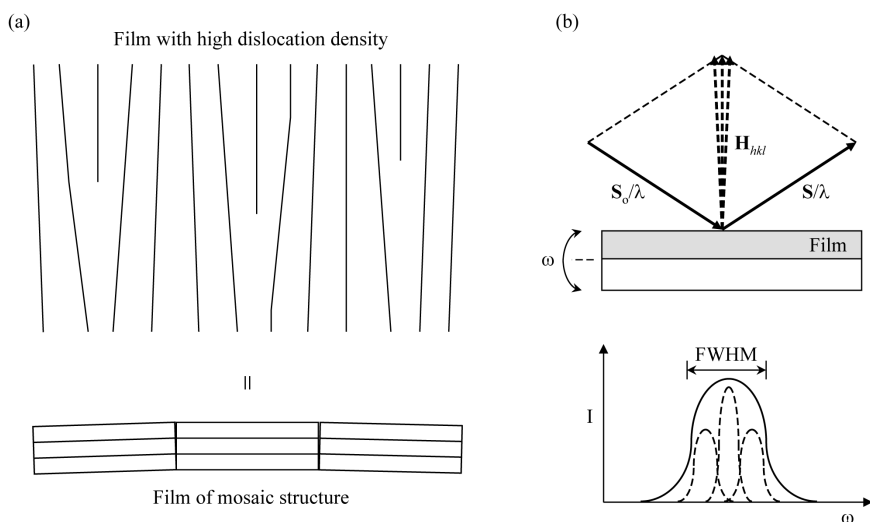 (a)
Film with high dislocation density
=
Film of mosaic structure
(b)
H_hkl
S_o/λ
S/λ
Film
ω
FWHM
I
ω